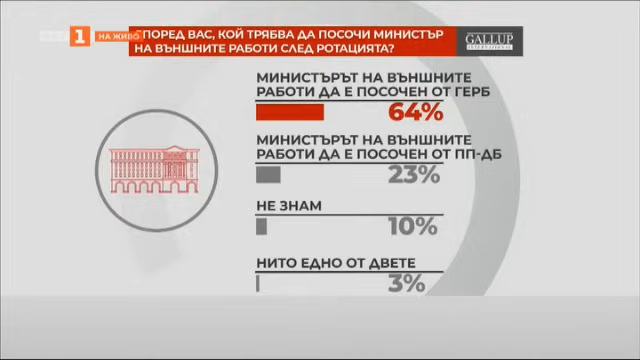 1 НА ЖИВО
СПОРЕД ВАС, КОЙ ТРЯБВА ДА ПОСОЧИ МИНИСТЪР
НА ВЪНШНИТЕ РАБОТИ СЛЕД РОТАЦИЯТА?
GALLUP
INTERNATIONAL
МИНИСТЪРЪТ НА ВЪНШНИТЕ
РАБОТИ ДА Е ПОСОЧЕН ОТ ГЕРБ
64%
МИНИСТЪРЪТ НА ВЪНШНИТЕ
РАБОТИ ДА Е ПОСОЧЕН ОТ ПП-ДБ
23%
НЕ ЗНАМ
10%
НИТО ЕДНО ОТ ДВЕТЕ
3%